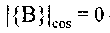 |{B}|cos = 0